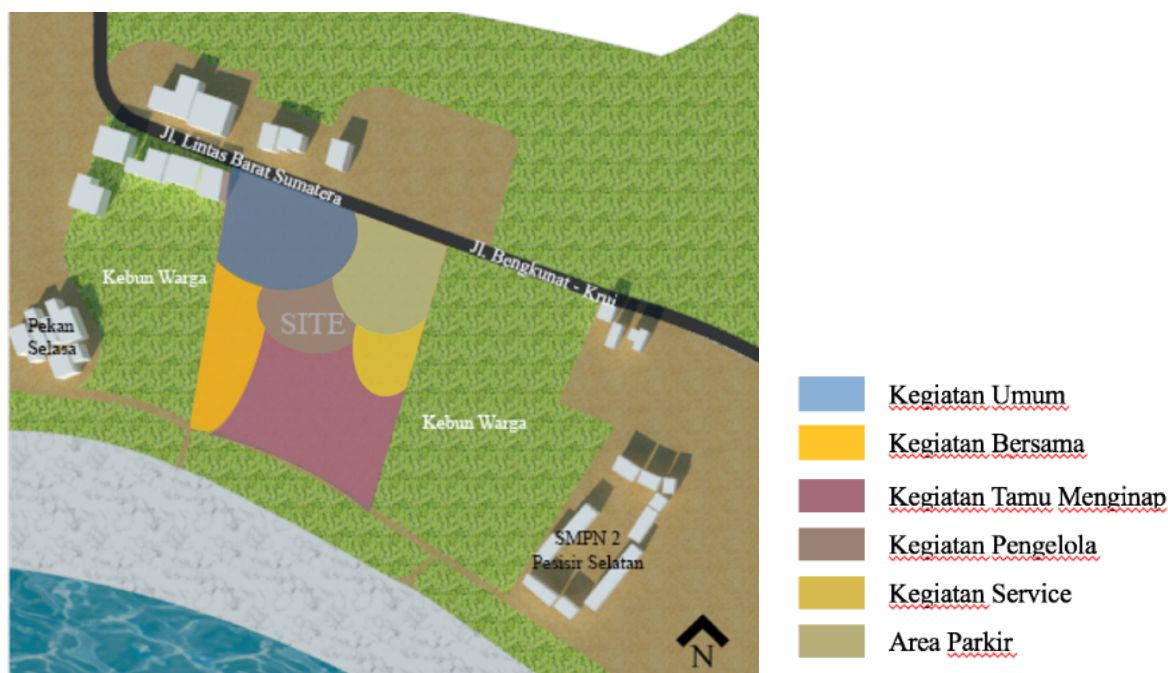 Jl. Lintas Barat Sumatera
Jl. Bengkunat - Krui
Kebun Warga
SITE
Pekan
Selasa
Kebun Warga
SMPN 2
Pesisir Selatan
N
Kegiatan Umum
Kegiatan Bersama
Kegiatan Tamu Menginap
Kegiatan Pengelola
Kegiatan Service
Area Parkir